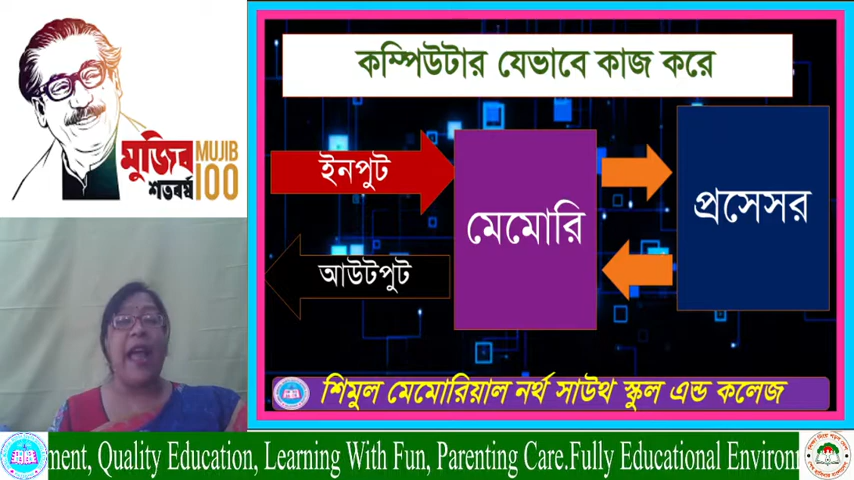 কম্পিউটার যেভাবে কাজ করে
মুজিব
শতবর্ষ
MUJIB
100
ইনপুট
মেমোরি
প্রসেসর
আউটপুট
শিমুল মেমোরিয়াল নর্থ সাউথ স্কুল এন্ড কলেজ
ment, Quality Education, Learning With Fun, Parenting Care.Fully Educational Environ